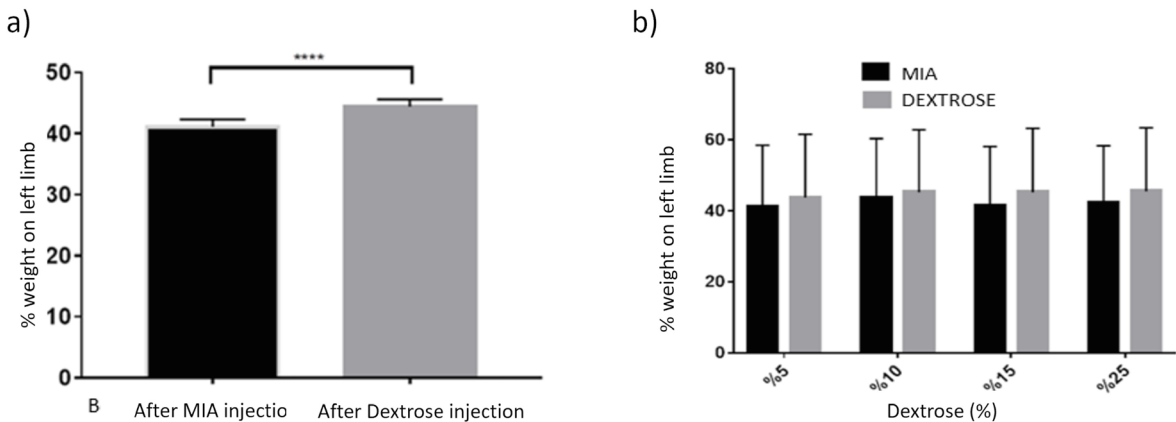 a)
****
50
40
30
20
10
0
% weight on left limb
B
After MIA injectio
After Dextrose injection
b)
80
60
40
20
0
% weight on left limb
MIA
DEXTROSE
%5
%10
%15
%25
Dextrose (%)